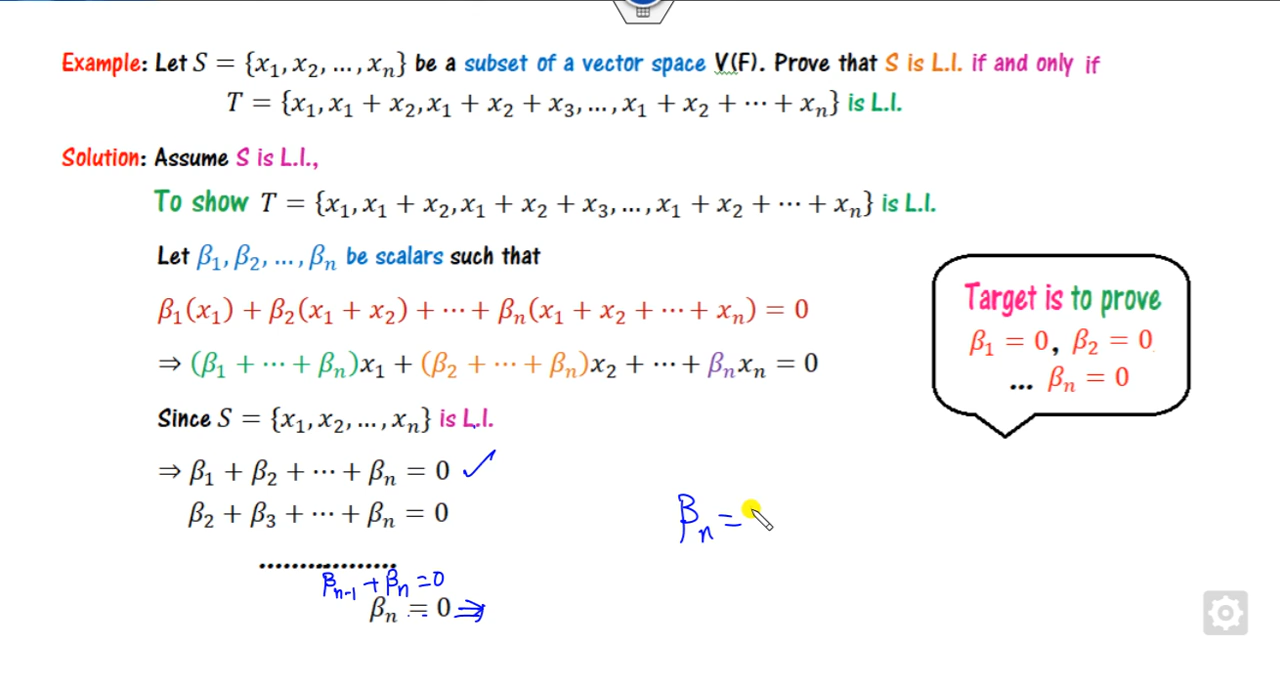 Example: Let S = {x₁, x₂, ..., xₙ} be a subset of a vector space V(F). Prove that S is L.I. if and only if
T = {x₁, x₁ + x₂, x₁ + x₂ + x₃, ..., x₁ + x₂ + ⋯ + xₙ} is L.I.
Solution: Assume S is L.I.,
To show T = {x₁, x₁ + x₂, x₁ + x₂ + x₃, ..., x₁ + x₂ + ⋯ + xₙ} is L.I.
Let β₁, β₂, ..., βₙ be scalars such that
β₁(x₁) + β₂(x₁ + x₂) + ⋯ + βₙ(x₁ + x₂ + ⋯ + xₙ) = 0
⇒ (β₁ + ⋯ + βₙ)x₁ + (β₂ + ⋯ + βₙ)x₂ + ⋯ + βₙxₙ = 0
Since S = {x₁, x₂, ..., xₙ} is L.I.
⇒ β₁ + β₂ + ⋯ + βₙ = 0 ✓
β₂ + β₃ + ⋯ + βₙ = 0
..................
βₙ₋₁ + βₙ = 0
βₙ = 0 ⇒
βₙ =
Target is to prove
β₁ = 0, β₂ = 0
... βₙ = 0